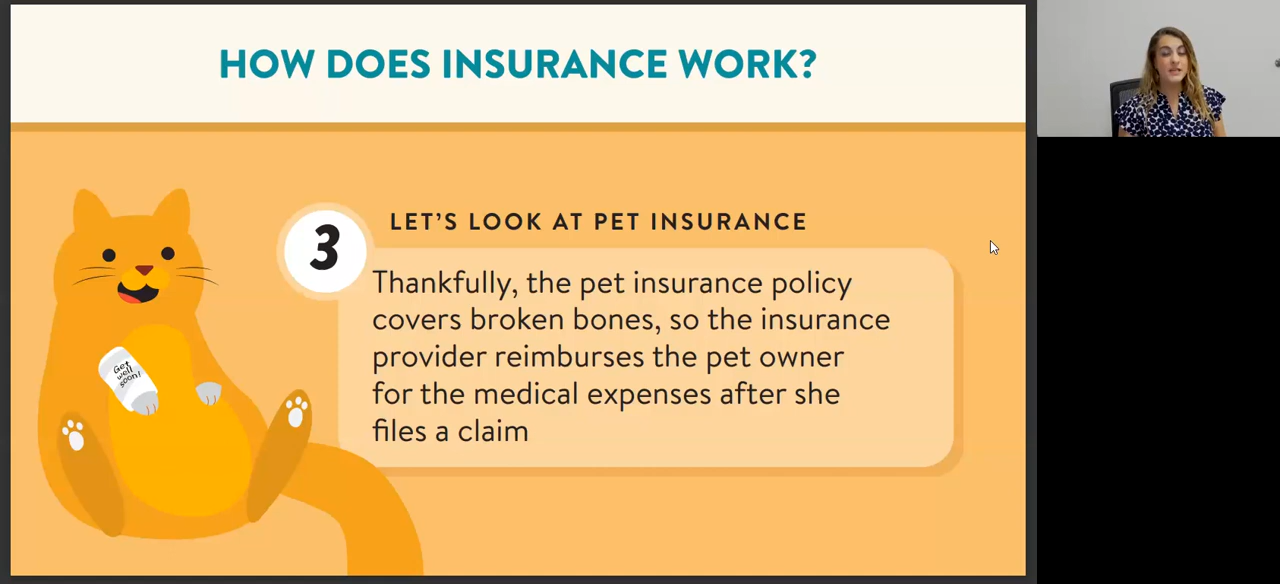 HOW DOES INSURANCE WORK?
3
LET'S LOOK AT PET INSURANCE
Thankfully, the pet insurance policy
covers broken bones, so the insurance
provider reimburses the pet owner
for the medical expenses after she
files a claim
Get
well
soon!